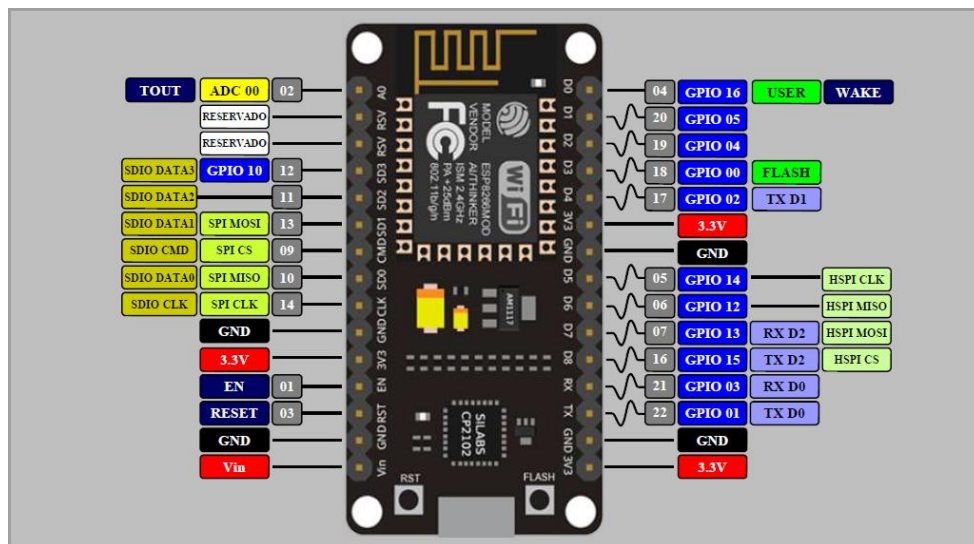 TOUT ADC 00 02
RESERVADO
RESERVADO
SDIO DATA3 GPIO 10 12
SDIO DATA2 11
SDIO DATA1 SPI MOSI 13
SDIO CMD SPI CS 09
SDIO DATA0 SPI MISO 10
SDIO CLK SPI CLK 14
GND
3.3V
EN 01
RESET 03
GND
Vin
A0
RSV
RSV
SD3
SD2
SD1
CMD
SD0
CLK
GND
3V3
EN
RST
GND
Vin
MODEL
VENDOR
ESP8266MOD
AI/THINKER
ISM 2.4GHz
PA +25dBm
802.11b/g/n
FC
Wi Fi
AM1117
SILABS
CP2102
RST
FLASH
D0
D1
D2
D3
D4
3V3
GND
D5
D6
D7
D8
RX
TX
GND
3V3
04 GPIO 16 USER WAKE
20 GPIO 05
19 GPIO 04
18 GPIO 00 FLASH
17 GPIO 02 TX D1
3.3V
GND
05 GPIO 14 HSPI CLK
06 GPIO 12 HSPI MISO
07 GPIO 13 RX D2 HSPI MOSI
16 GPIO 15 TX D2 HSPI CS
21 GPIO 03 RX D0
22 GPIO 01 TX D0
GND
3.3V